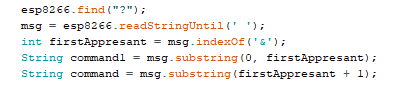 esp8266.find("?");
msg = esp8266.readStringUntil(' ');
int firstAppresant = msg.indexOf('&');
String command1 = msg.substring(0, firstAppresant);
String command = msg.substring(firstAppresant + 1);